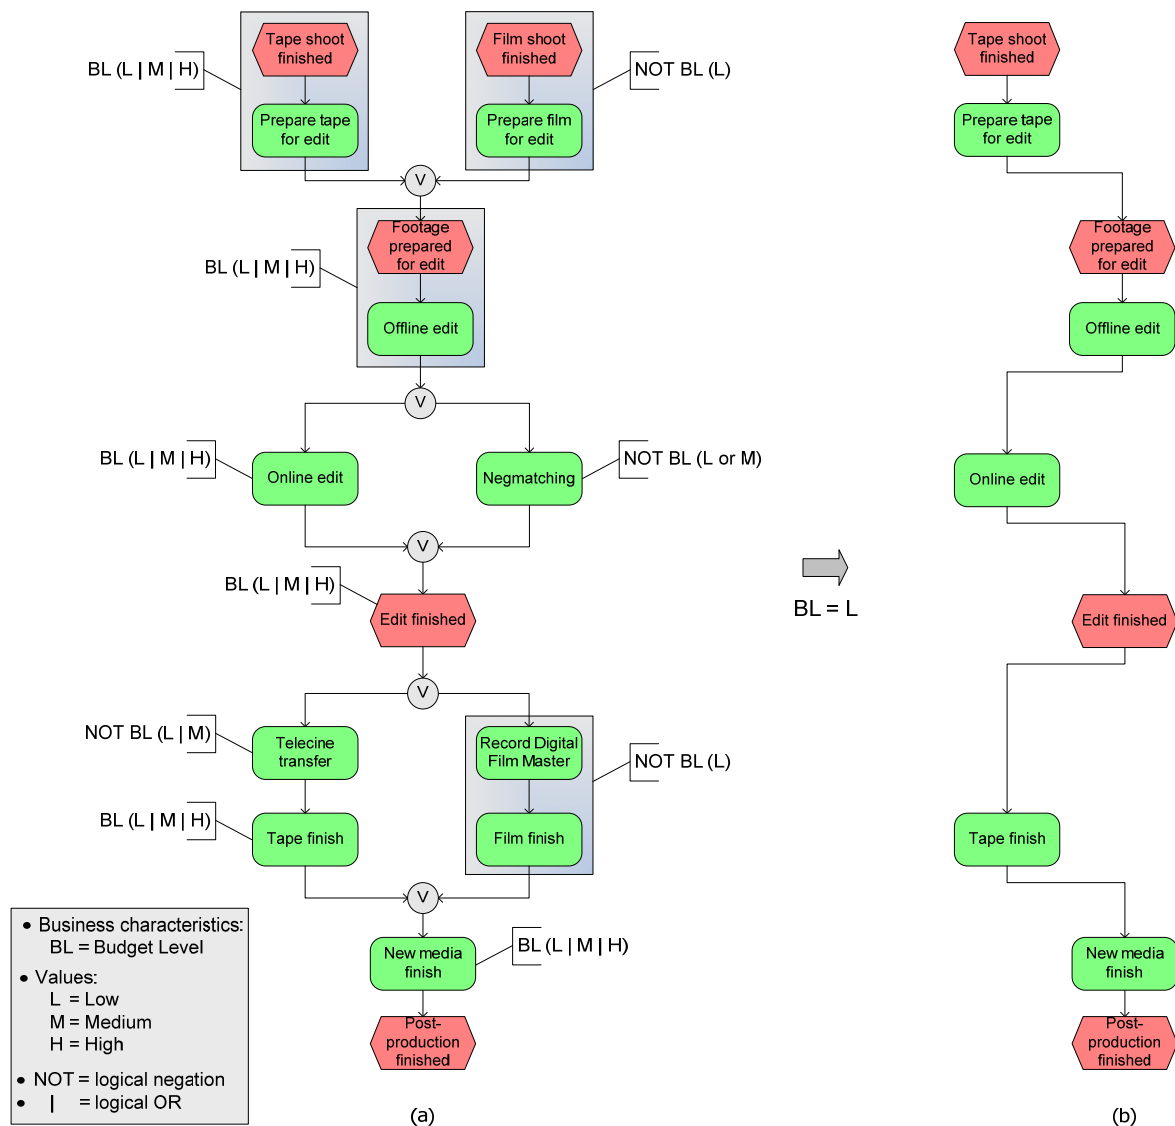 Tape shoot
finished
Film shoot
finished
BL (L | M | H)
NOT BL (L)
Prepare tape
for edit
Prepare film
for edit
V
Footage
prepared
for edit
BL (L | M | H)
Offline edit
V
BL (L | M | H)
Online edit
Negmatching
NOT BL (L or M)
V
BL (L | M | H)
Edit finished
V
NOT BL (L | M)
Telecine
transfer
Record Digital
Film Master
NOT BL (L)
BL (L | M | H)
Tape finish
Film finish
V
New media
finish
BL (L | M | H)
Post-
production
finished
(a)
• Business characteristics:
BL = Budget Level
• Values:
L = Low
M = Medium
H = High
• NOT = logical negation
• | = logical OR
BL = L
Tape shoot
finished
Prepare tape
for edit
Footage
prepared
for edit
Offline edit
Online edit
Edit finished
Tape finish
New media
finish
Post-
production
finished
(b)